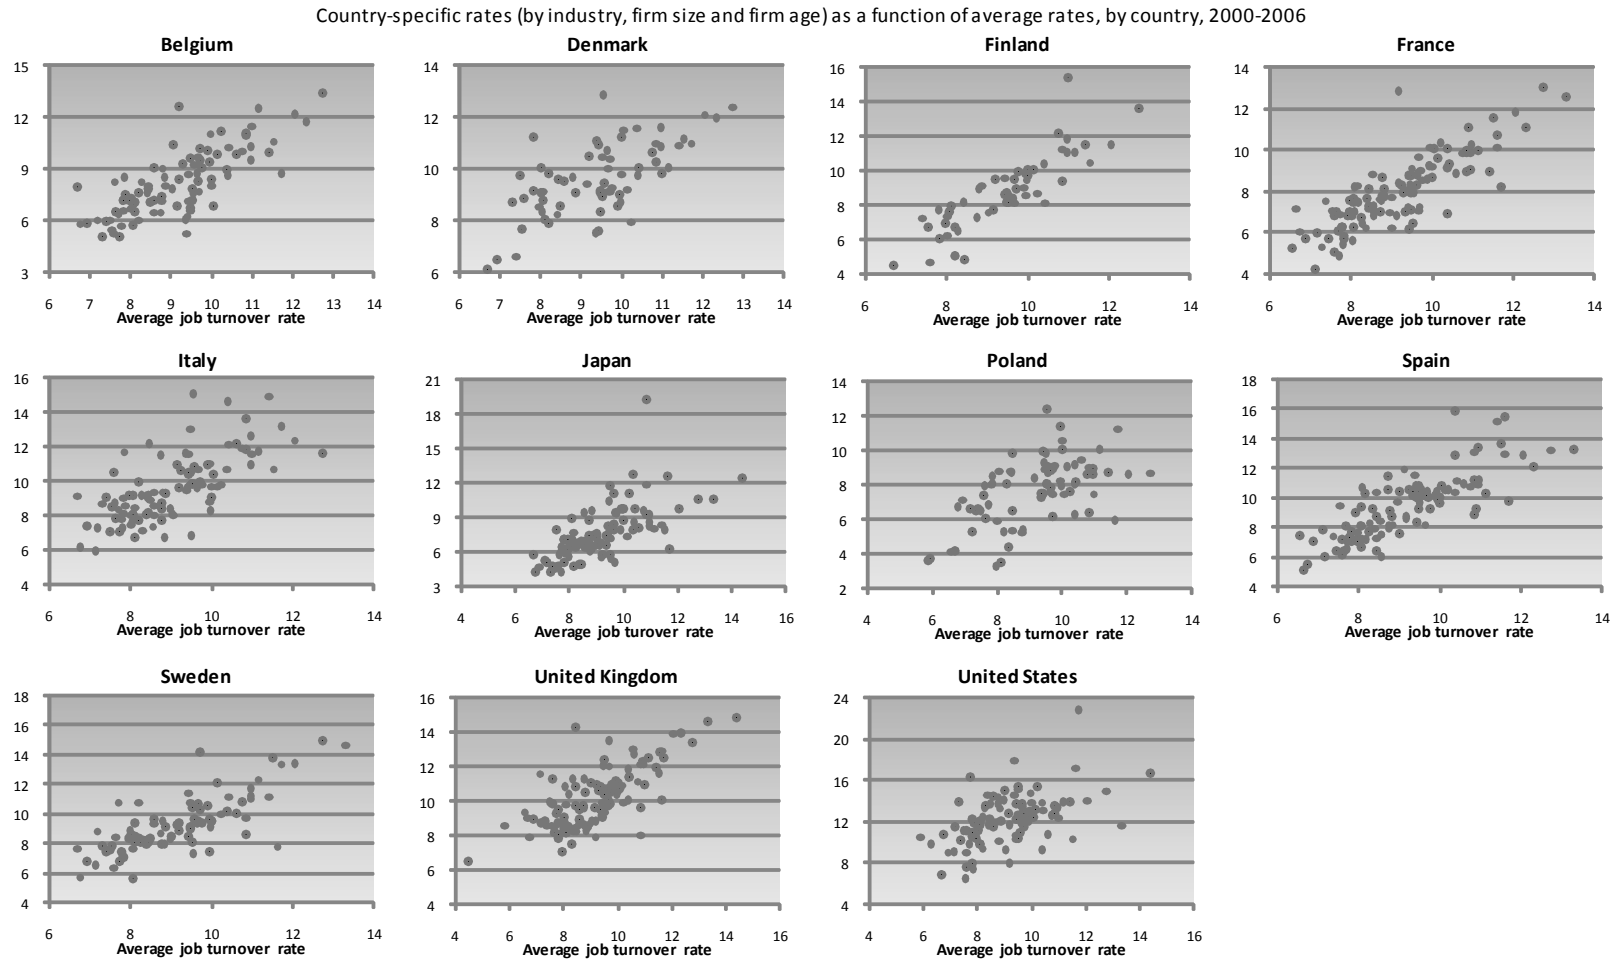 Country-specific rates (by industry, firm size and firm age) as a function of average rates, by country, 2000-2006
Belgium
15
12
9
6
3
6 7 8 9 10 11 12 13 14
Average job turnover rate
Denmark
14
12
10
8
6
6 7 8 9 10 11 12 13 14
Average job turnover rate
Finland
16
14
12
10
8
6
4
6 8 10 12 14
Average job turnover rate
France
14
12
10
8
6
4
6 8 10 12 14
Average job turnover rate
Italy
16
14
12
10
8
6
4
6 8 10 12 14
Average job turnover rate
Japan
21
18
15
12
9
6
3
4 6 8 10 12 14 16
Average job turnover rate
Poland
14
12
10
8
6
4
2
4 6 8 10 12 14
Average job turnover rate
Spain
18
16
14
12
10
8
6
4
6 8 10 12 14
Average job turnover rate
Sweden
18
16
14
12
10
8
6
4
6 8 10 12 14
Average job turnover rate
United Kingdom
16
14
12
10
8
6
4
4 6 8 10 12 14 16
Average job turnover rate
United States
24
20
16
12
8
4
4 6 8 10 12 14 16
Average job turnover rate